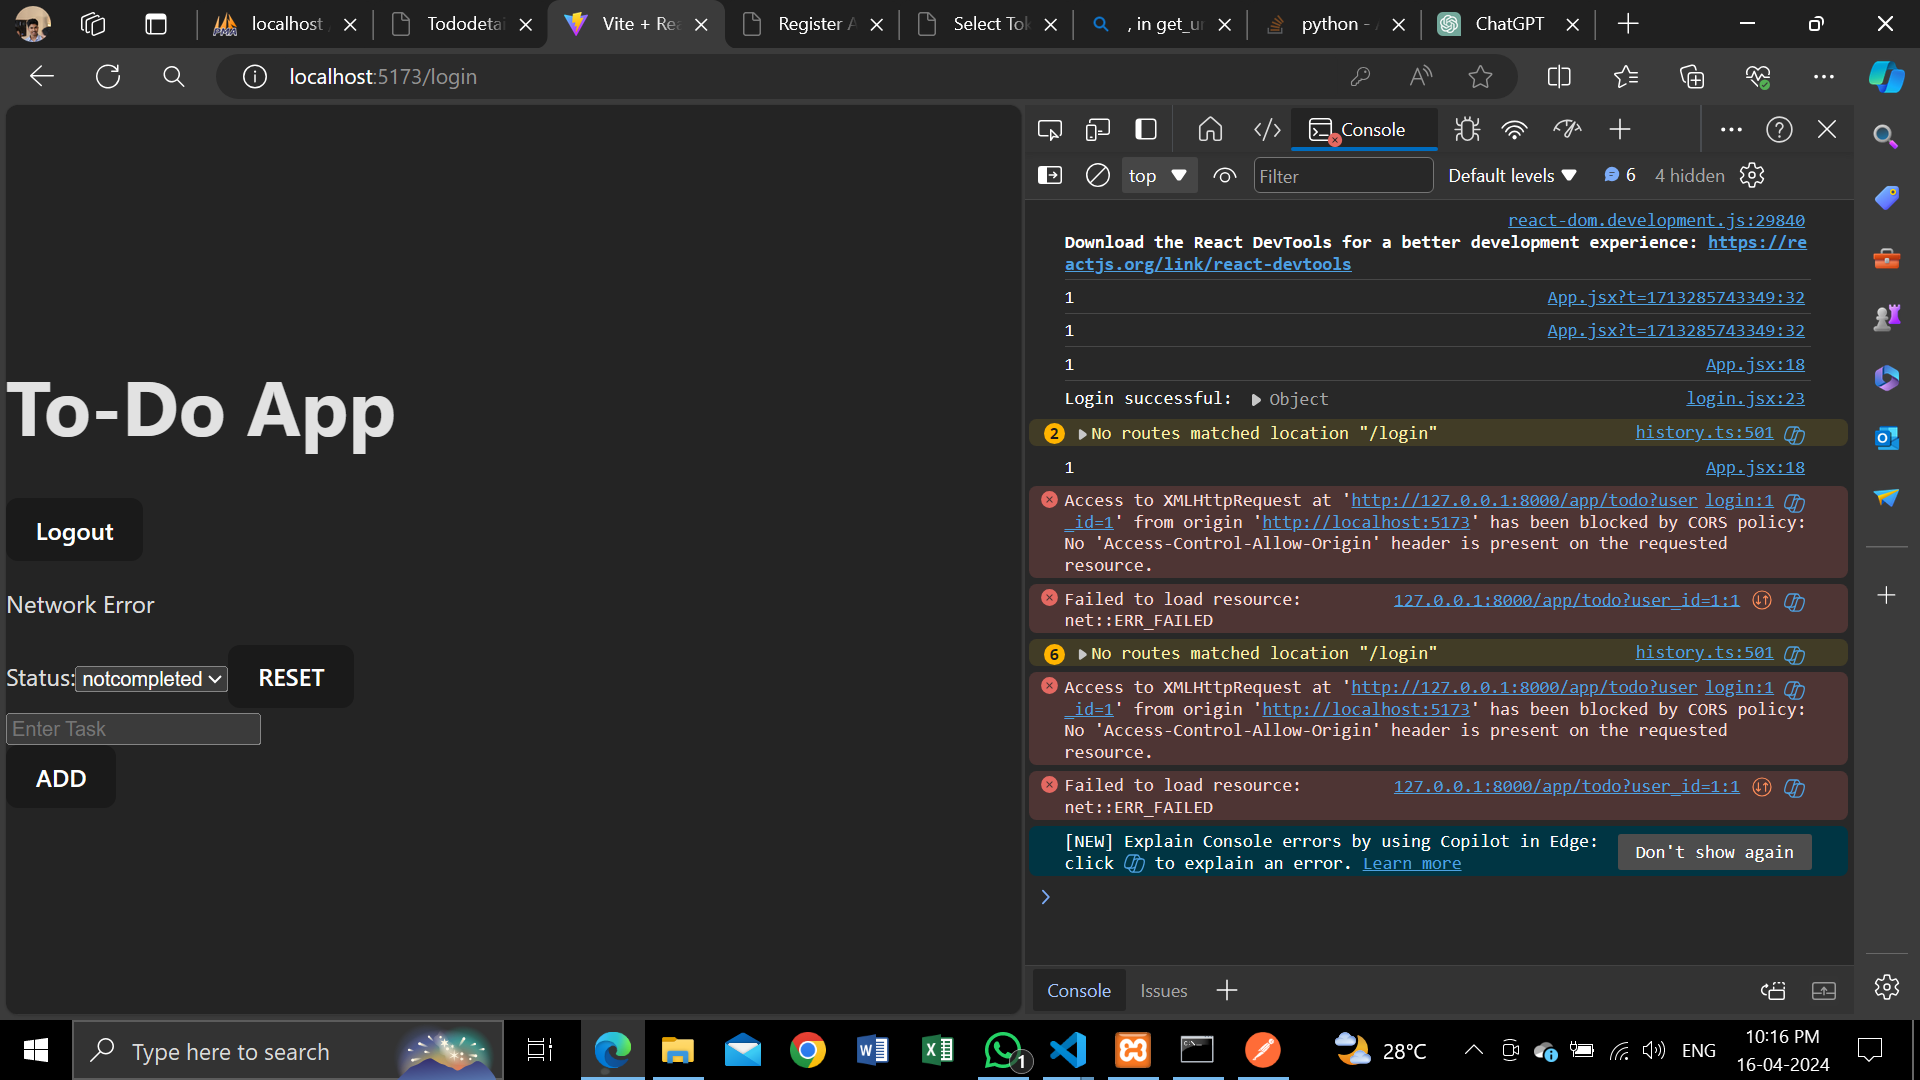 localhost
Tododetai
Vite + Rea
Register A
Select Tok
, in get_ur
python -
ChatGPT
localhost:5173/login
To-Do App
Logout
Network Error
Status: notcompleted RESET
Enter Task
ADD
Console
top Filter Default levels 6 4 hidden
react-dom.development.js:29840
Download the React DevTools for a better development experience: https://re
actjs.org/link/react-devtools
1 App.jsx?t=1713285743349:32
1 App.jsx?t=1713285743349:32
1 App.jsx:18
Login successful: Object login.jsx:23
2 No routes matched location "/login" history.ts:501
1 App.jsx:18
Access to XMLHttpRequest at 'http://127.0.0.1:8000/app/todo?user login:1
_id=1' from origin 'http://localhost:5173' has been blocked by CORS policy:
No 'Access-Control-Allow-Origin' header is present on the requested
resource.
Failed to load resource: 127.0.0.1:8000/app/todo?user_id=1:1
net::ERR_FAILED
6 No routes matched location "/login" history.ts:501
Access to XMLHttpRequest at 'http://127.0.0.1:8000/app/todo?user login:1
_id=1' from origin 'http://localhost:5173' has been blocked by CORS policy:
No 'Access-Control-Allow-Origin' header is present on the requested
resource.
Failed to load resource: 127.0.0.1:8000/app/todo?user_id=1:1
net::ERR_FAILED
[NEW] Explain Console errors by using Copilot in Edge:
click to explain an error. Learn more
Don't show again
Console Issues
Type here to search
1
28°C
ENG
10:16 PM
16-04-2024